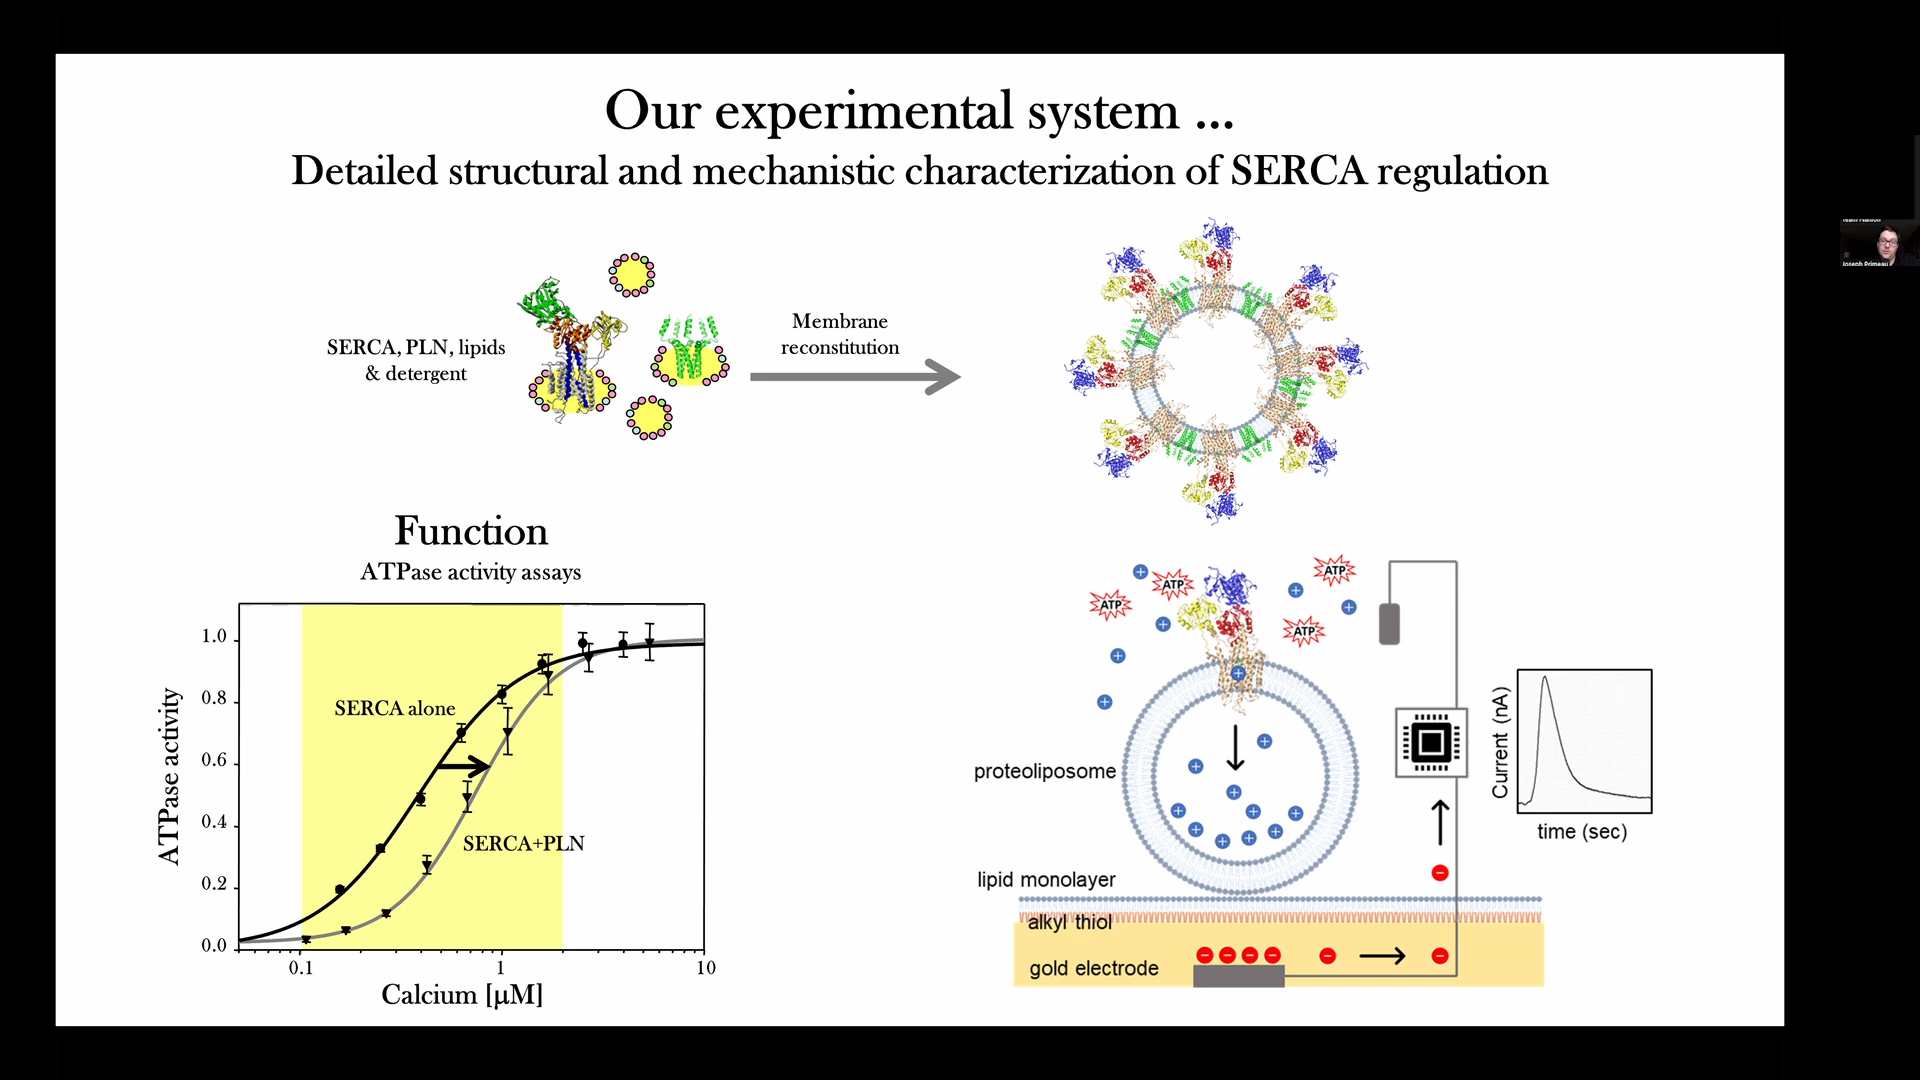 Our experimental system ...
Detailed structural and mechanistic characterization of SERCA regulation
SERCA, PLN, lipids
& detergent
Membrane
reconstitution
Function
ATPase activity assays
ATPase activity
1.0
0.8
0.6
0.4
0.2
0.0
SERCA alone
SERCA+PLN
0.1
1
10
Calcium [µM]
ATP
ATP
ATP
ATP
proteoliposome
lipid monolayer
alkyl thiol
gold electrode
Current (nA)
time (sec)
Joseph Primeau